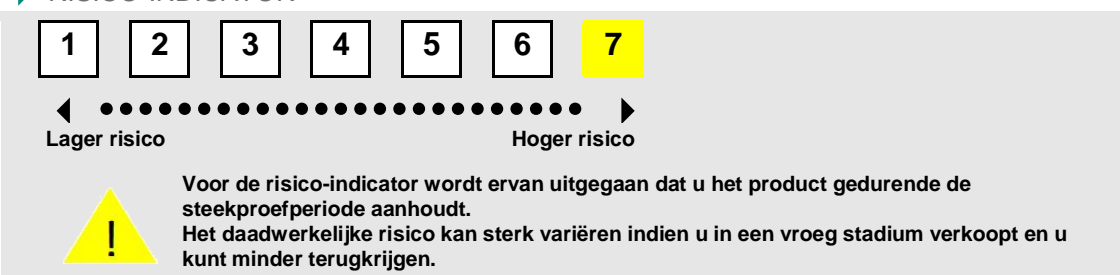 RISICO-INDICATOR
1 2 3 4 5 6 7
Lager risico Hoger risico
Voor de risico-indicator wordt ervan uitgegaan dat u het product gedurende de
steekproefperiode aanhoudt.
Het daadwerkelijke risico kan sterk variëren indien u in een vroeg stadium verkoopt en u
kunt minder terugkrijgen.